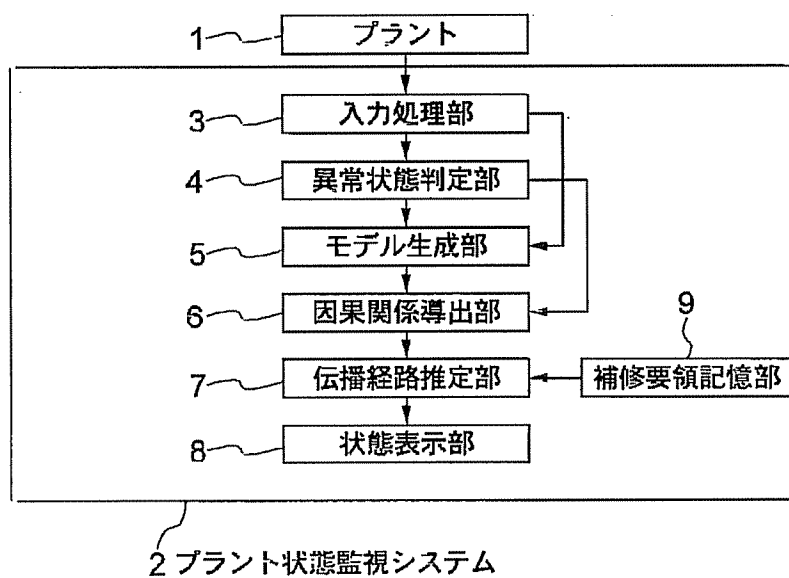 1 プラント
3 入力処理部
4 異常状態判定部
5 モデル生成部
6 因果関係導出部
9
7 伝播経路推定部 補修要領記憶部
8 状態表示部
2 プラント状態監視システム